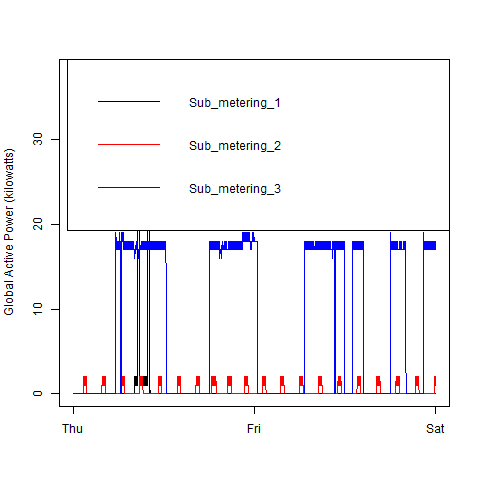 Sub_metering_1
Sub_metering_2
Sub_metering_3
Global Active Power (kilowatts)
30
20
10
0
Thu Fri Sat